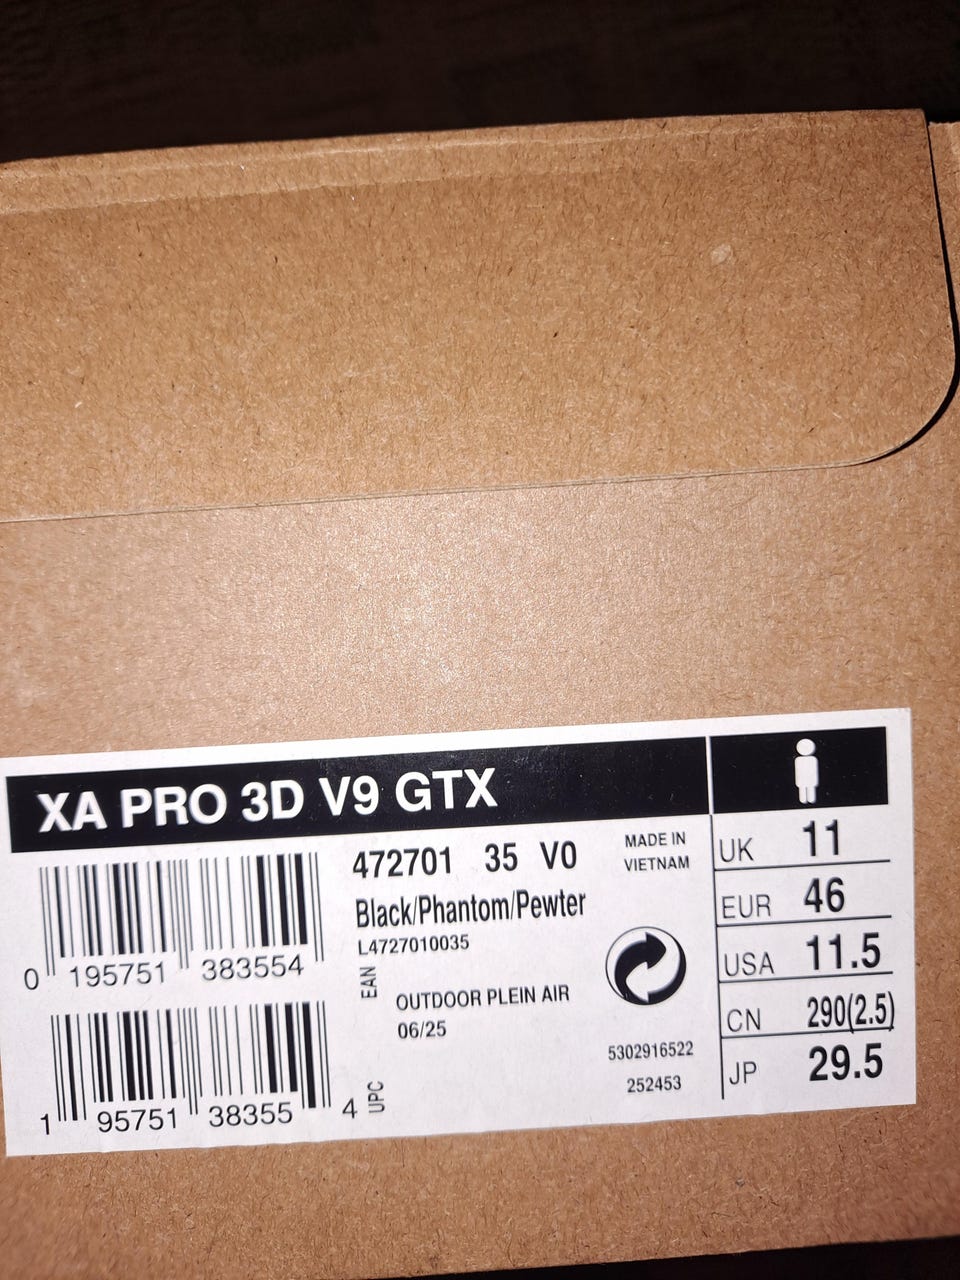 XA PRO 3D V9 GTX
472701 35 V0
Black/Phantom/Pewter
L4727010035
MADE IN
VIETNAM
0 195751 383554
EAN
OUTDOOR PLEIN AIR
06/25
1 95751 38355 4
UPC
5302916522
252453
UK 11
EUR 46
USA 11.5
CN 290(2.5)
JP 29.5